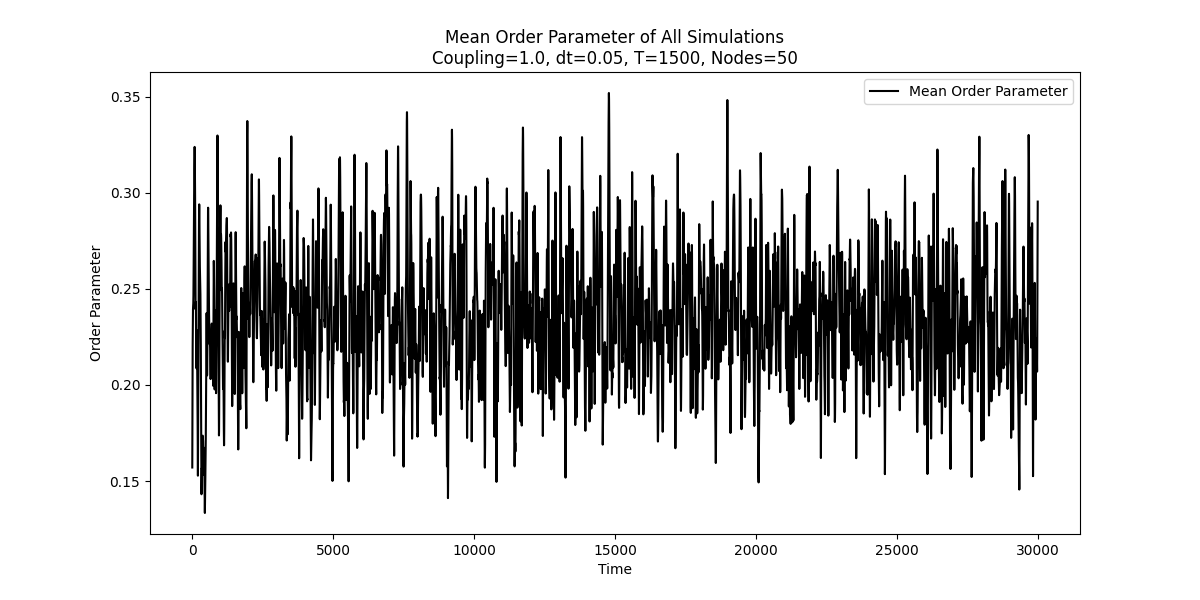 Mean Order Parameter of All Simulations
Coupling=1.0, dt=0.05, T=1500, Nodes=50
Mean Order Parameter
Order Parameter
0.35
0.30
0.25
0.20
0.15
0 5000 10000 15000 20000 25000 30000
Time